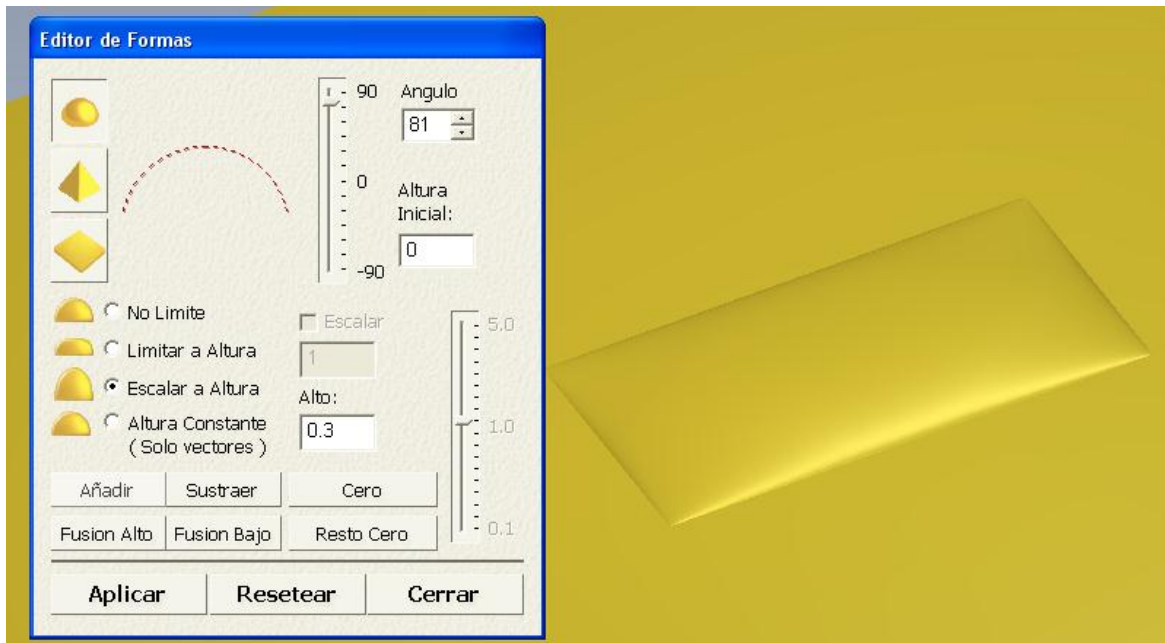 Editor de Formas
90
Angulo
81
0
Altura
Inicial:
0
-90
No Limite
Escalar
5.0
Limitar a Altura
1
Escalar a Altura
Alto:
Altura Constante
( Solo vectores )
0.3
1.0
Añadir Sustraer Cero
Fusion Alto Fusion Bajo Resto Cero
0.1
Aplicar Resetear Cerrar